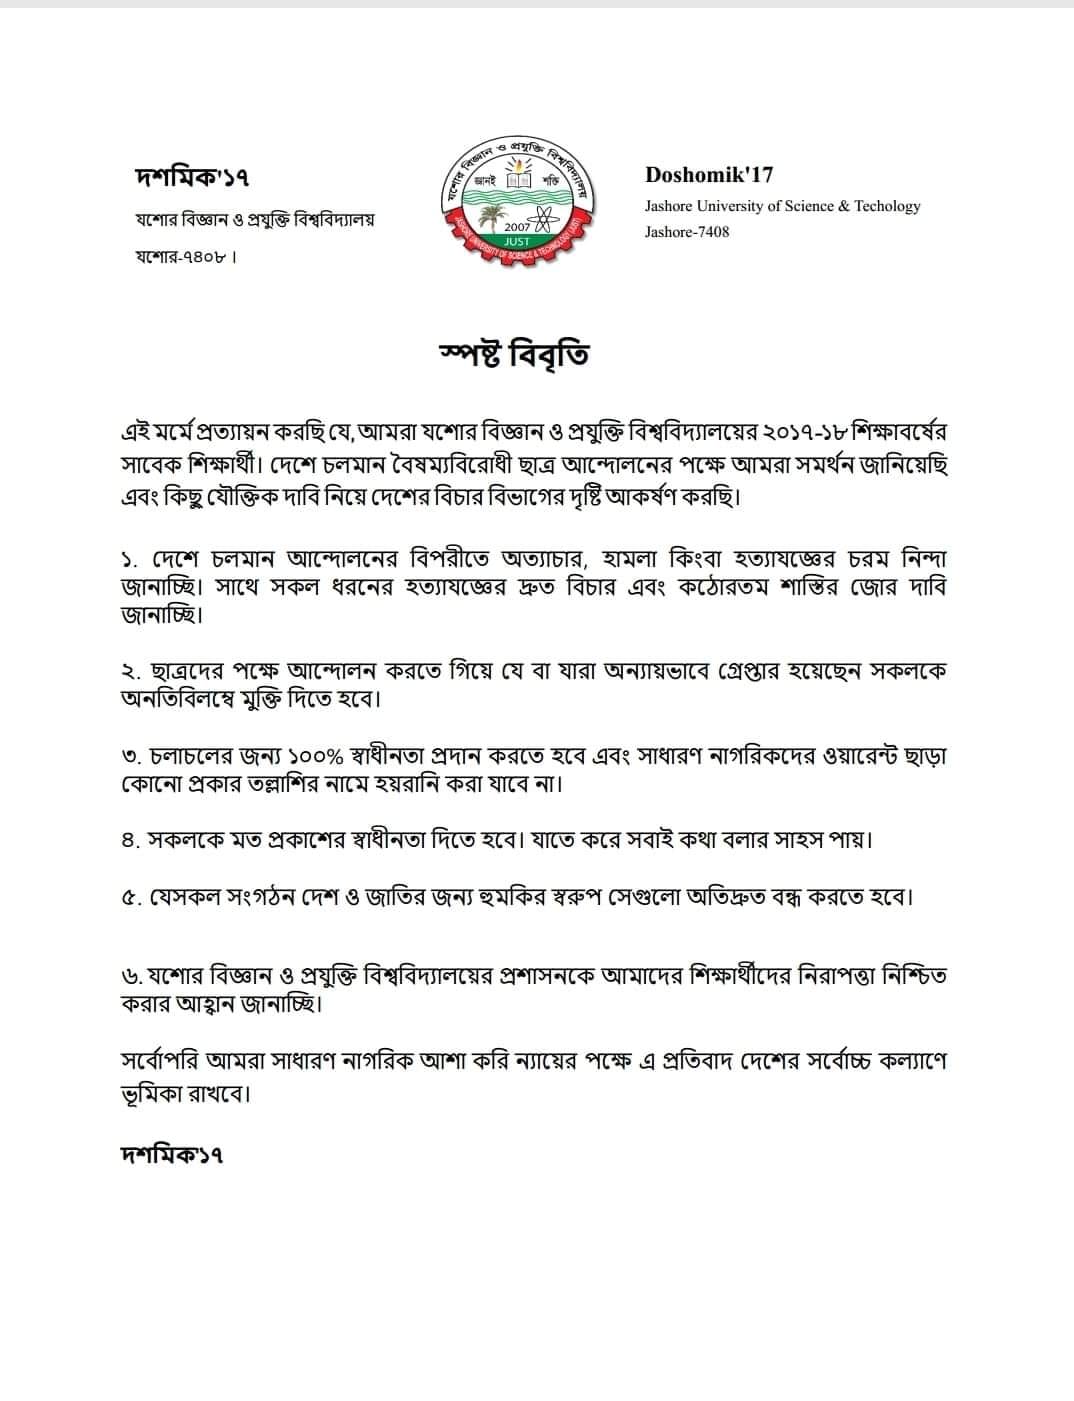 দশমিক'১৭
যশোর বিজ্ঞান ও প্রযুক্তি বিশ্ববিদ্যালয়
যশোর-৭৪০৮।
যশোর বিজ্ঞান ও প্রযুক্তি বিশ্ববিদ্যালয়
জ্ঞানই শক্তি
2007
JUST
JASHORE UNIVERSITY OF SCIENCE & TECHNOLOGY (JUST)
Doshomik'17
Jashore University of Science & Techology
Jashore-7408
স্পষ্ট বিবৃতি
এই মর্মে প্রত্যায়ন করছি যে, আমরা যশোর বিজ্ঞান ও প্রযুক্তি বিশ্ববিদ্যালয়ের ২০১৭-১৮ শিক্ষাবর্ষের
সাবেক শিক্ষার্থী। দেশে চলমান বৈষম্যবিরোধী ছাত্র আন্দোলনের পক্ষে আমরা সমর্থন জানিয়েছি
এবং কিছু যৌক্তিক দাবি নিয়ে দেশের বিচার বিভাগের দৃষ্টি আকর্ষণ করছি।
১. দেশে চলমান আন্দোলনের বিপরীতে অত্যাচার, হামলা কিংবা হত্যাযজ্ঞের চরম নিন্দা
জানাচ্ছি। সাথে সকল ধরনের হত্যাযজ্ঞের দ্রুত বিচার এবং কঠোরতম শাস্তির জোর দাবি
জানাচ্ছি।
২. ছাত্রদের পক্ষে আন্দোলন করতে গিয়ে যে বা যারা অন্যায়ভাবে গ্রেপ্তার হয়েছেন সকলকে
অনতিবিলম্বে মুক্তি দিতে হবে।
৩. চলাচলের জন্য ১০০% স্বাধীনতা প্রদান করতে হবে এবং সাধারণ নাগরিকদের ওয়ারেন্ট ছাড়া
কোনো প্রকার তল্লাশির নামে হয়রানি করা যাবে না।
৪. সকলকে মত প্রকাশের স্বাধীনতা দিতে হবে। যাতে করে সবাই কথা বলার সাহস পায়।
৫. যেসকল সংগঠন দেশ ও জাতির জন্য হুমকির স্বরুপ সেগুলো অতিদ্রুত বন্ধ করতে হবে।
৬. যশোর বিজ্ঞান ও প্রযুক্তি বিশ্ববিদ্যালয়ের প্রশাসনকে আমাদের শিক্ষার্থীদের নিরাপত্তা নিশ্চিত
করার আহ্বান জানাচ্ছি।
সর্বোপরি আমরা সাধারণ নাগরিক আশা করি ন্যায়ের পক্ষে এ প্রতিবাদ দেশের সর্বোচ্চ কল্যাণে
ভূমিকা রাখবে।
দশমিক'১৭